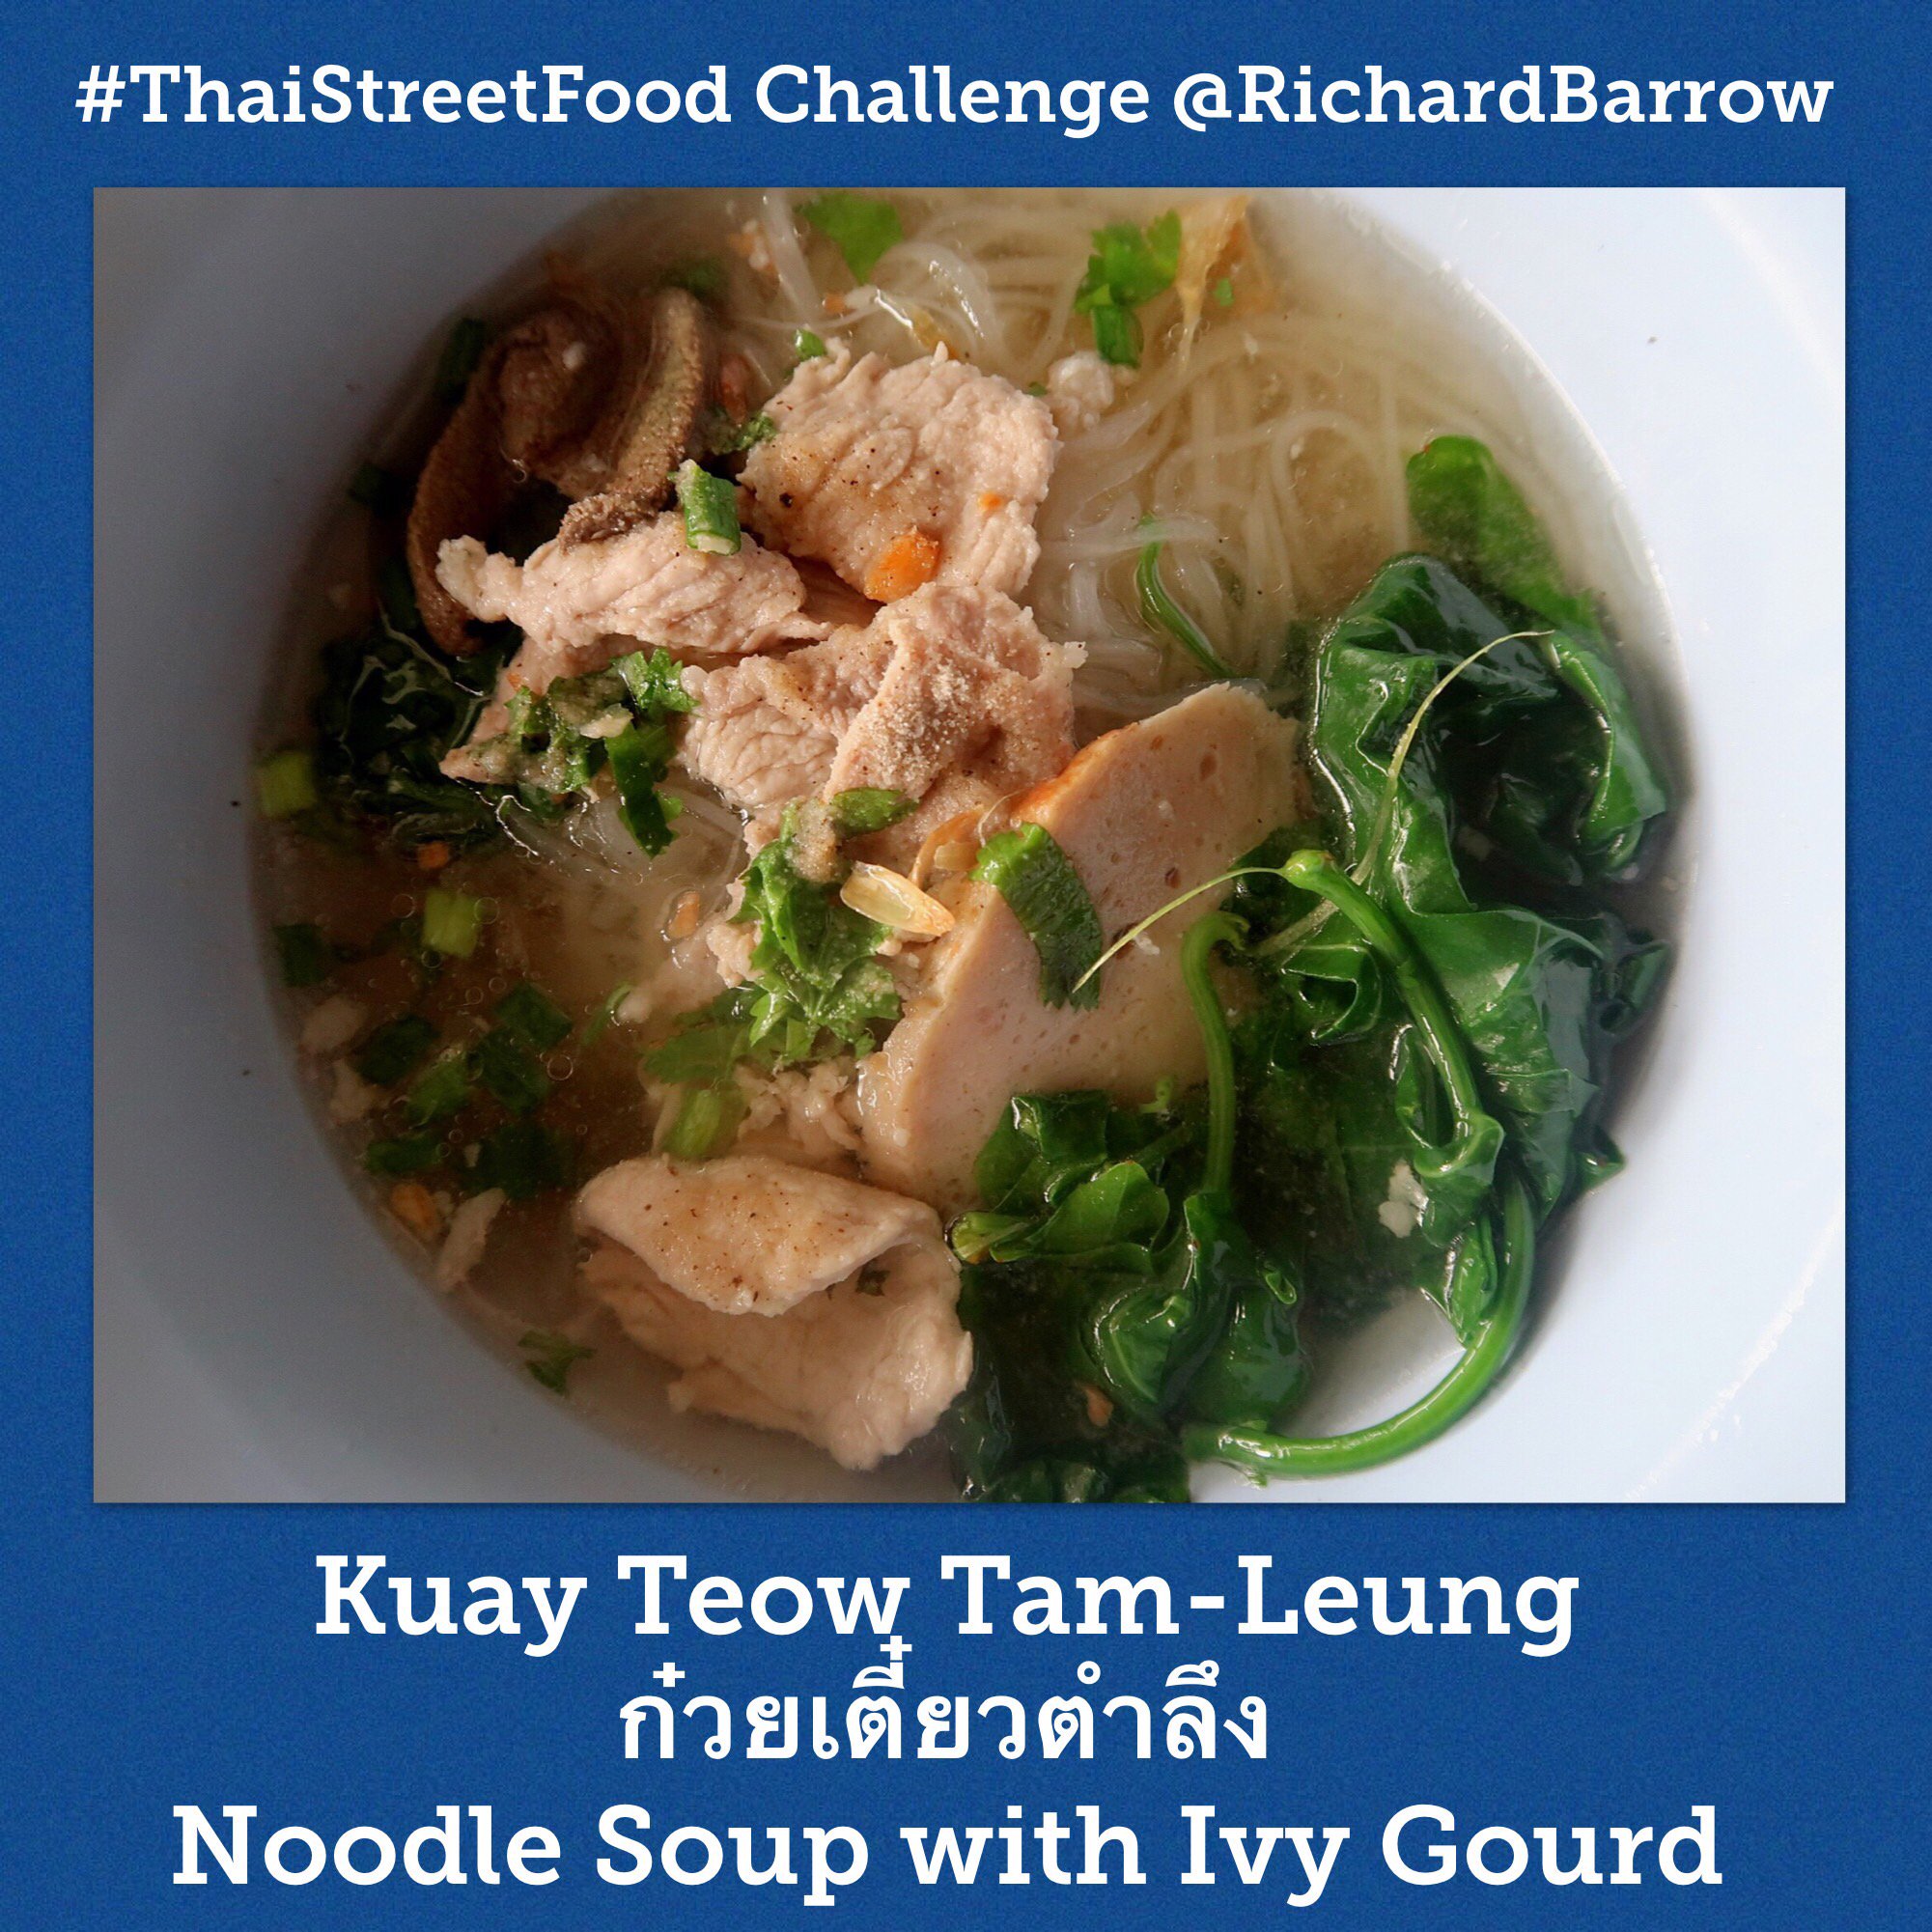 #ThaiStreetFood Challenge @RichardBarrow
Kuay Teow Tam-Leung
ก๋วยเตี๋ยวตำลึง
Noodle Soup with Ivy Gourd